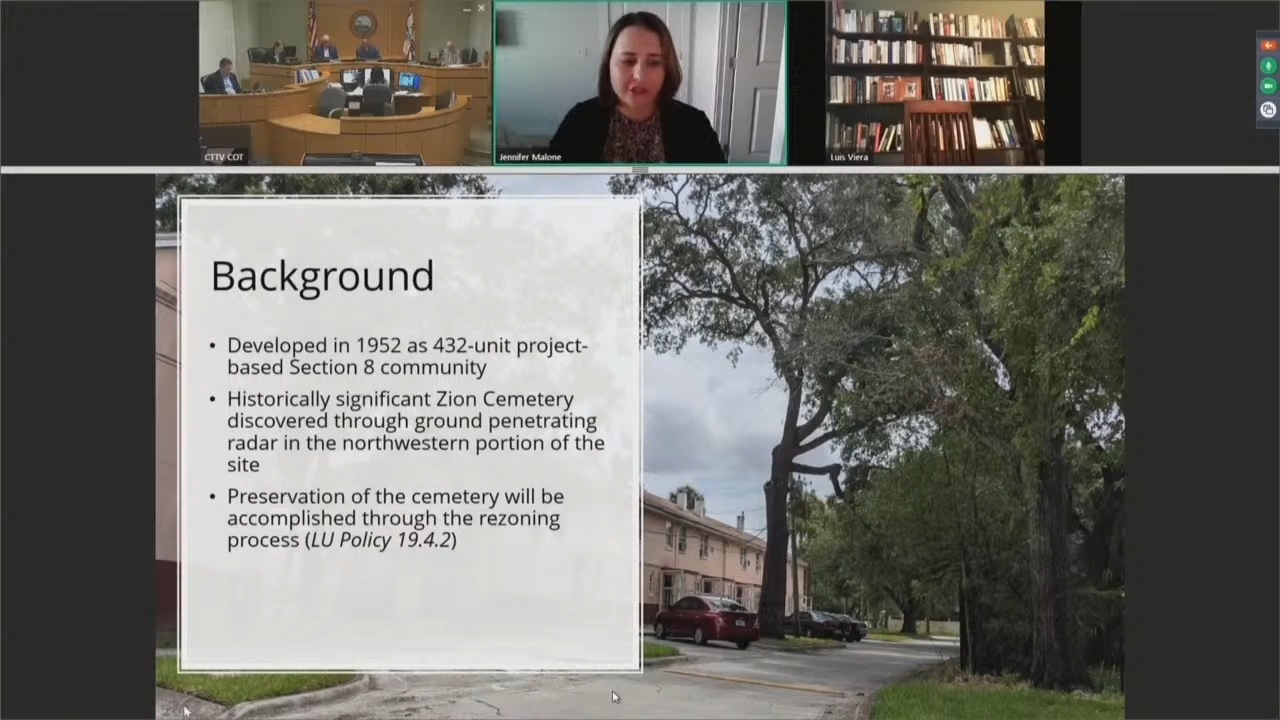 CTTV COT
Jennifer Malone
Luis Viera
Background
• Developed in 1952 as 432-unit project-
based Section 8 community
• Historically significant Zion Cemetery
discovered through ground penetrating
radar in the northwestern portion of the
site
• Preservation of the cemetery will be
accomplished through the rezoning
process (LU Policy 19.4.2)